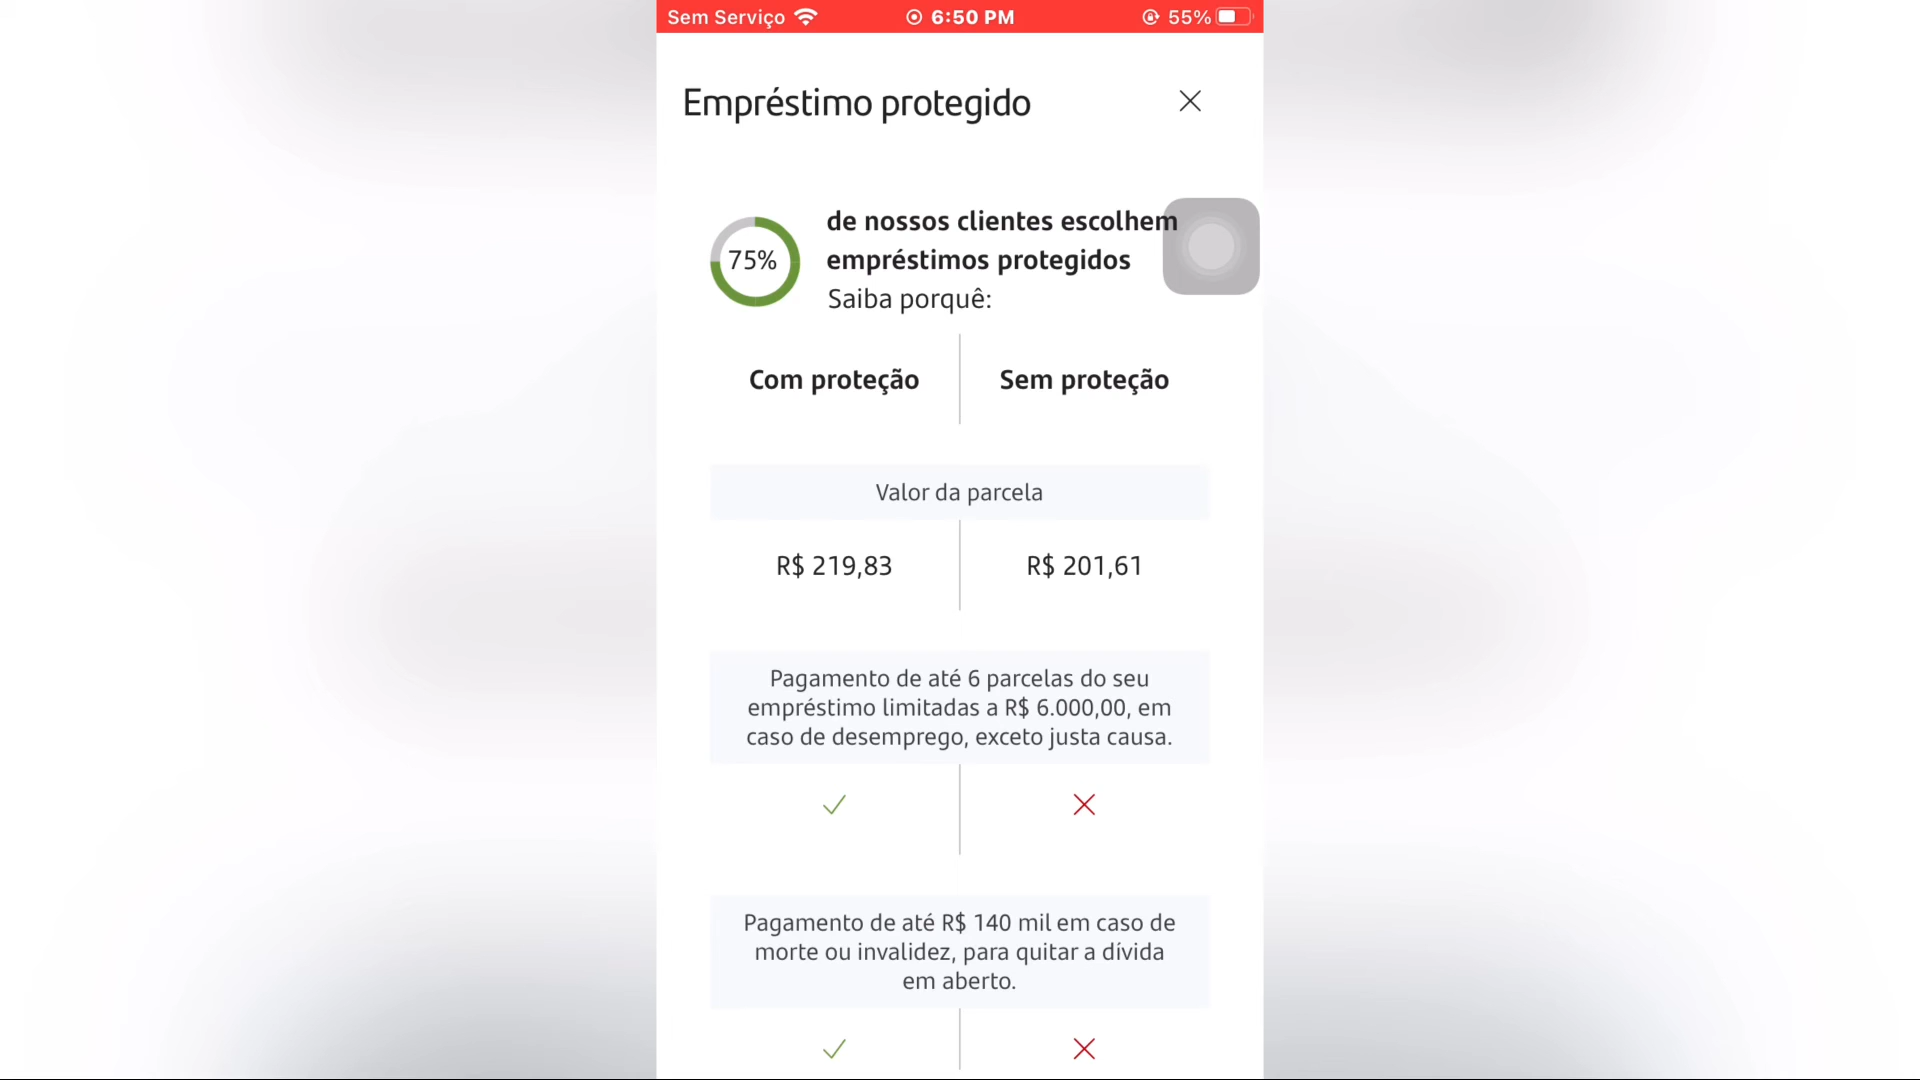 Sem Serviço 6:50 PM 55%
Empréstimo protegido
75%
de nossos clientes escolhem
empréstimos protegidos
Saiba porquê:
Com proteção Sem proteção
Valor da parcela
R$ 219,83 R$ 201,61
Pagamento de até 6 parcelas do seu
empréstimo limitadas a R$ 6.000,00, em
caso de desemprego, exceto justa causa.
Pagamento de até R$ 140 mil em caso de
morte ou invalidez, para quitar a dívida
em aberto.